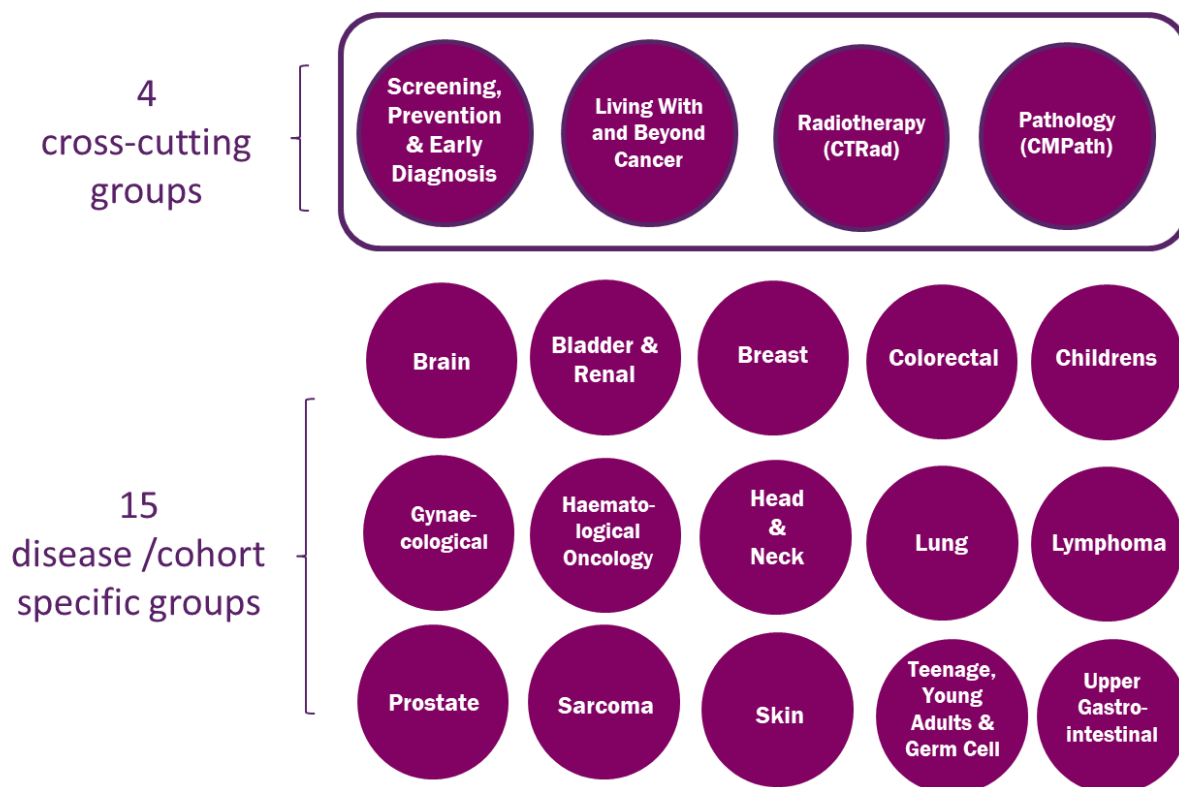 4
cross-cutting
groups
Screening,
Prevention
& Early
Diagnosis
Living With
and Beyond
Cancer
Radiotherapy
(CTRad)
Pathology
(CMPath)
15
disease /cohort
specific groups
Brain
Bladder &
Renal
Breast
Colorectal
Childrens
Gynae-
cological
Haemato-
logical
Oncology
Head
&
Neck
Lung
Lymphoma
Prostate
Sarcoma
Skin
Teenage,
Young
Adults &
Germ Cell
Upper
Gastro-
intestinal